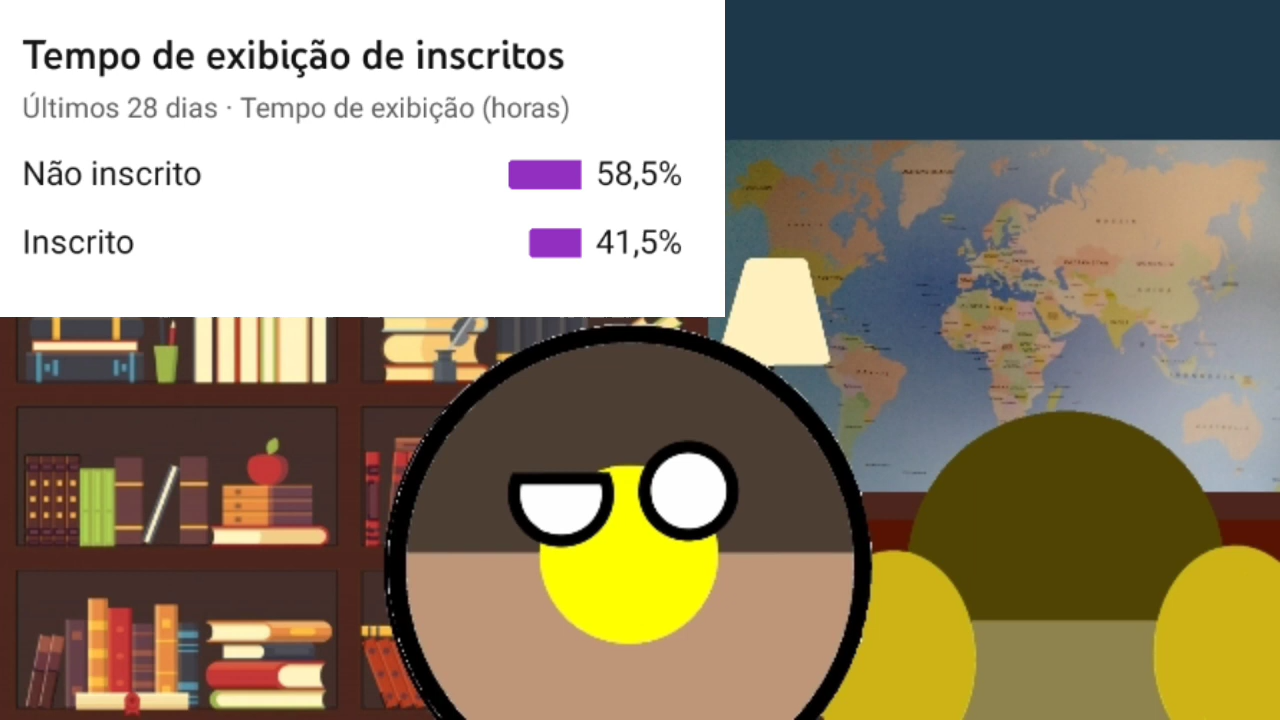 Tempo de exibição de inscritos
Últimos 28 dias · Tempo de exibição (horas)
Não inscrito 58,5%
Inscrito 41,5%